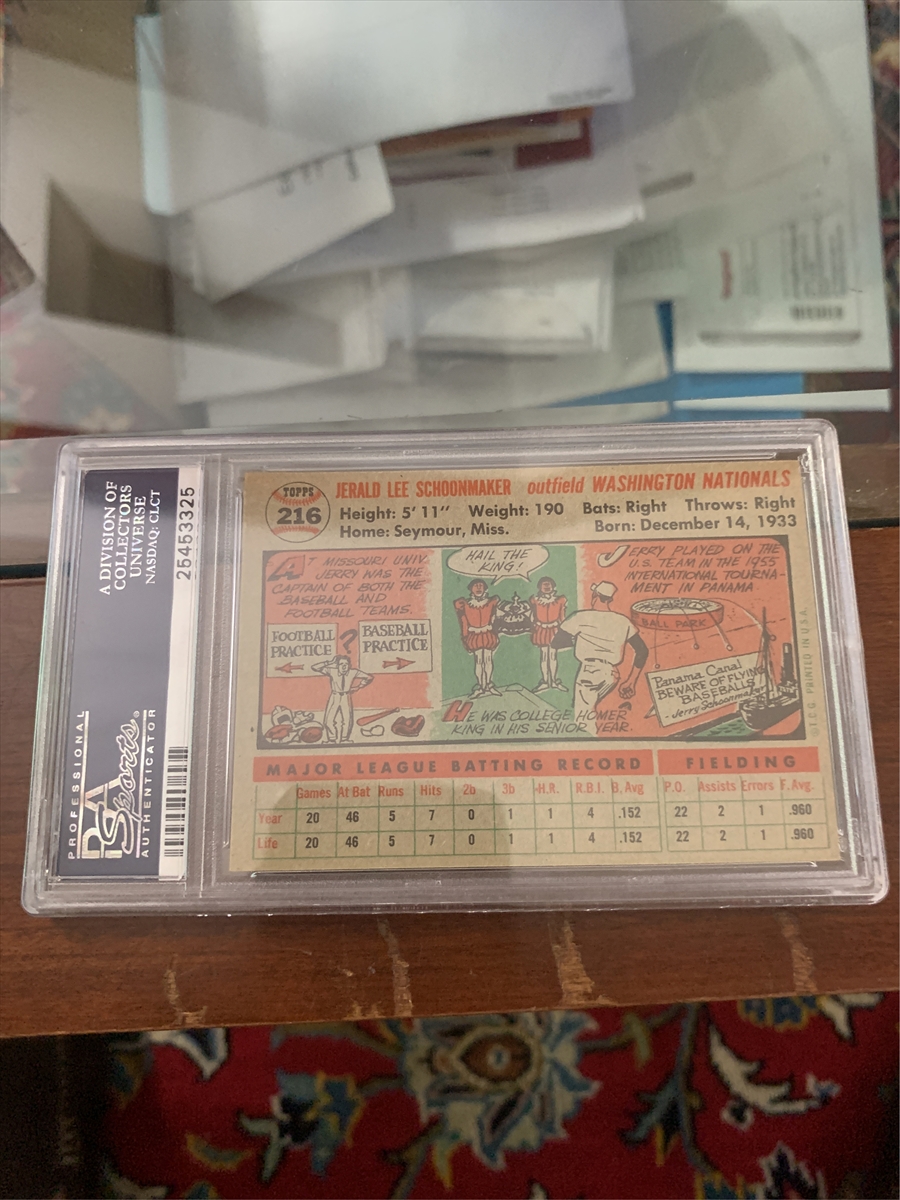 A DIVISION OF
COLLECTORS
UNIVERSE
NASDAQ: CLCT
25453325
PROFESSIONAL
PSA
Sports®
AUTHENTICATOR
TOPPS
216
JERALD LEE SCHOONMAKER outfield WASHINGTON NATIONALS
Height: 5' 11" Weight: 190 Bats: Right Throws: Right
Home: Seymour, Miss. Born: December 14, 1933
AT MISSOURI UNIV.
JERRY WAS THE
CAPTAIN OF BOTH THE
BASEBALL AND
FOOTBALL TEAMS.
FOOTBALL
PRACTICE
?
BASEBALL
PRACTICE
HAIL THE
KING!
HE WAS COLLEGE HOMER
KING IN HIS SENIOR YEAR.
JERRY PLAYED ON THE
U.S. TEAM IN THE 1955
INTERNATIONAL TOURNA-
MENT IN PANAMA
BALL PARK
Panama Canal
BEWARE OF FLYING
BASEBALLS
- Jerry Schoonmaker
©T.C.G. PRINTED IN U.S.A.
MAJOR LEAGUE BATTING RECORD FIELDING
Games At Bat Runs Hits 2b 3b H.R. R.B.I. B. Avg P.O. Assists Errors F. Avg.
Year 20 46 5 7 0 1 1 4 .152 22 2 1 .960
Life 20 46 5 7 0 1 1 4 .152 22 2 1 .960